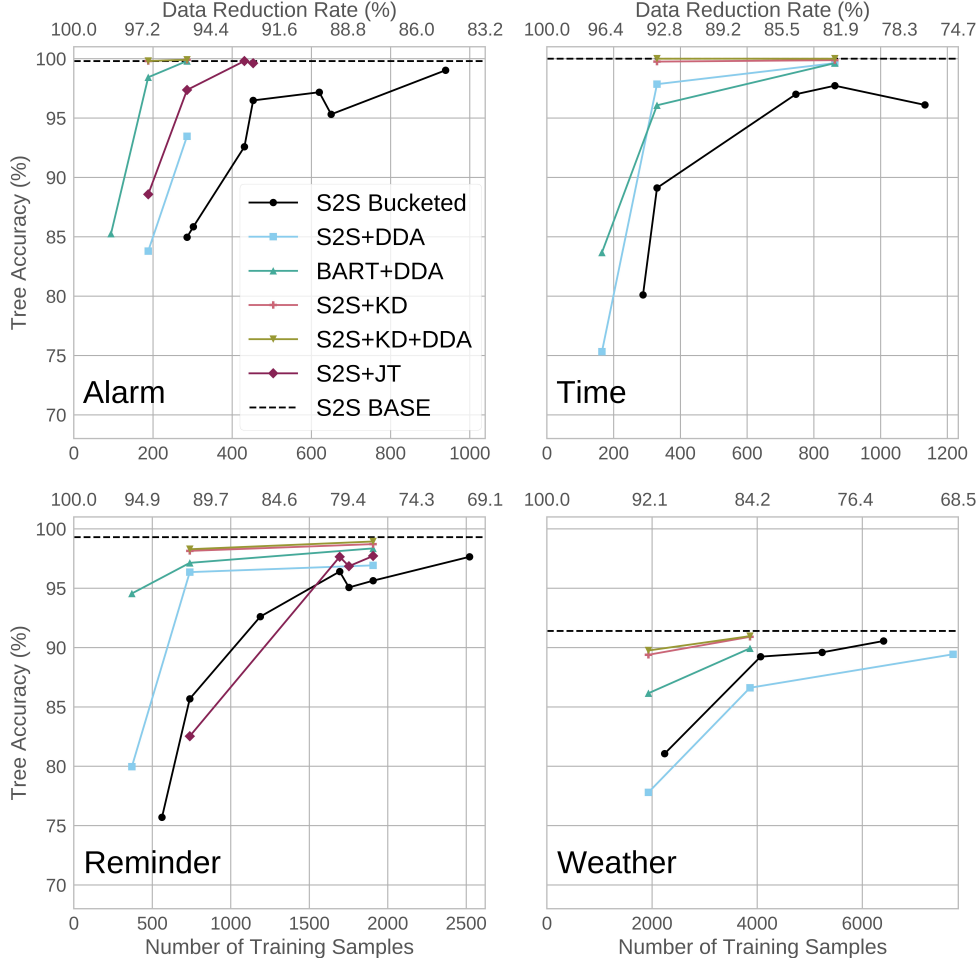 Data Reduction Rate (%)
Data Reduction Rate (%)
100.0 97.2 94.4 91.6 88.8 86.0 83.2
100.0 96.4 92.8 89.2 85.5 81.9 78.3 74.7
100
95
90
85
80
75
70
Tree Accuracy (%)
S2S Bucketed
S2S+DDA
BART+DDA
S2S+KD
S2S+KD+DDA
S2S+JT
S2S BASE
Alarm
Time
0 200 400 600 800 1000
0 200 400 600 800 1000 1200
100.0 94.9 89.7 84.6 79.4 74.3 69.1
100.0 92.1 84.2 76.4 68.5
100
95
90
85
80
75
70
Tree Accuracy (%)
Reminder
Weather
0 500 1000 1500 2000 2500
0 2000 4000 6000
Number of Training Samples
Number of Training Samples